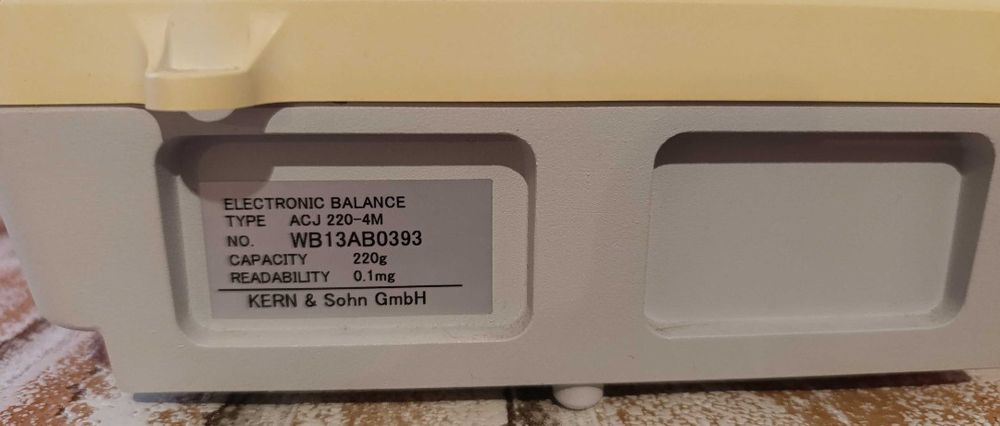 ELECTRONIC BALANCE
TYPE ACJ 220-4M
NO. WB13AB0393
CAPACITY 220g
READABILITY 0.1mg
KERN & Sohn GmbH